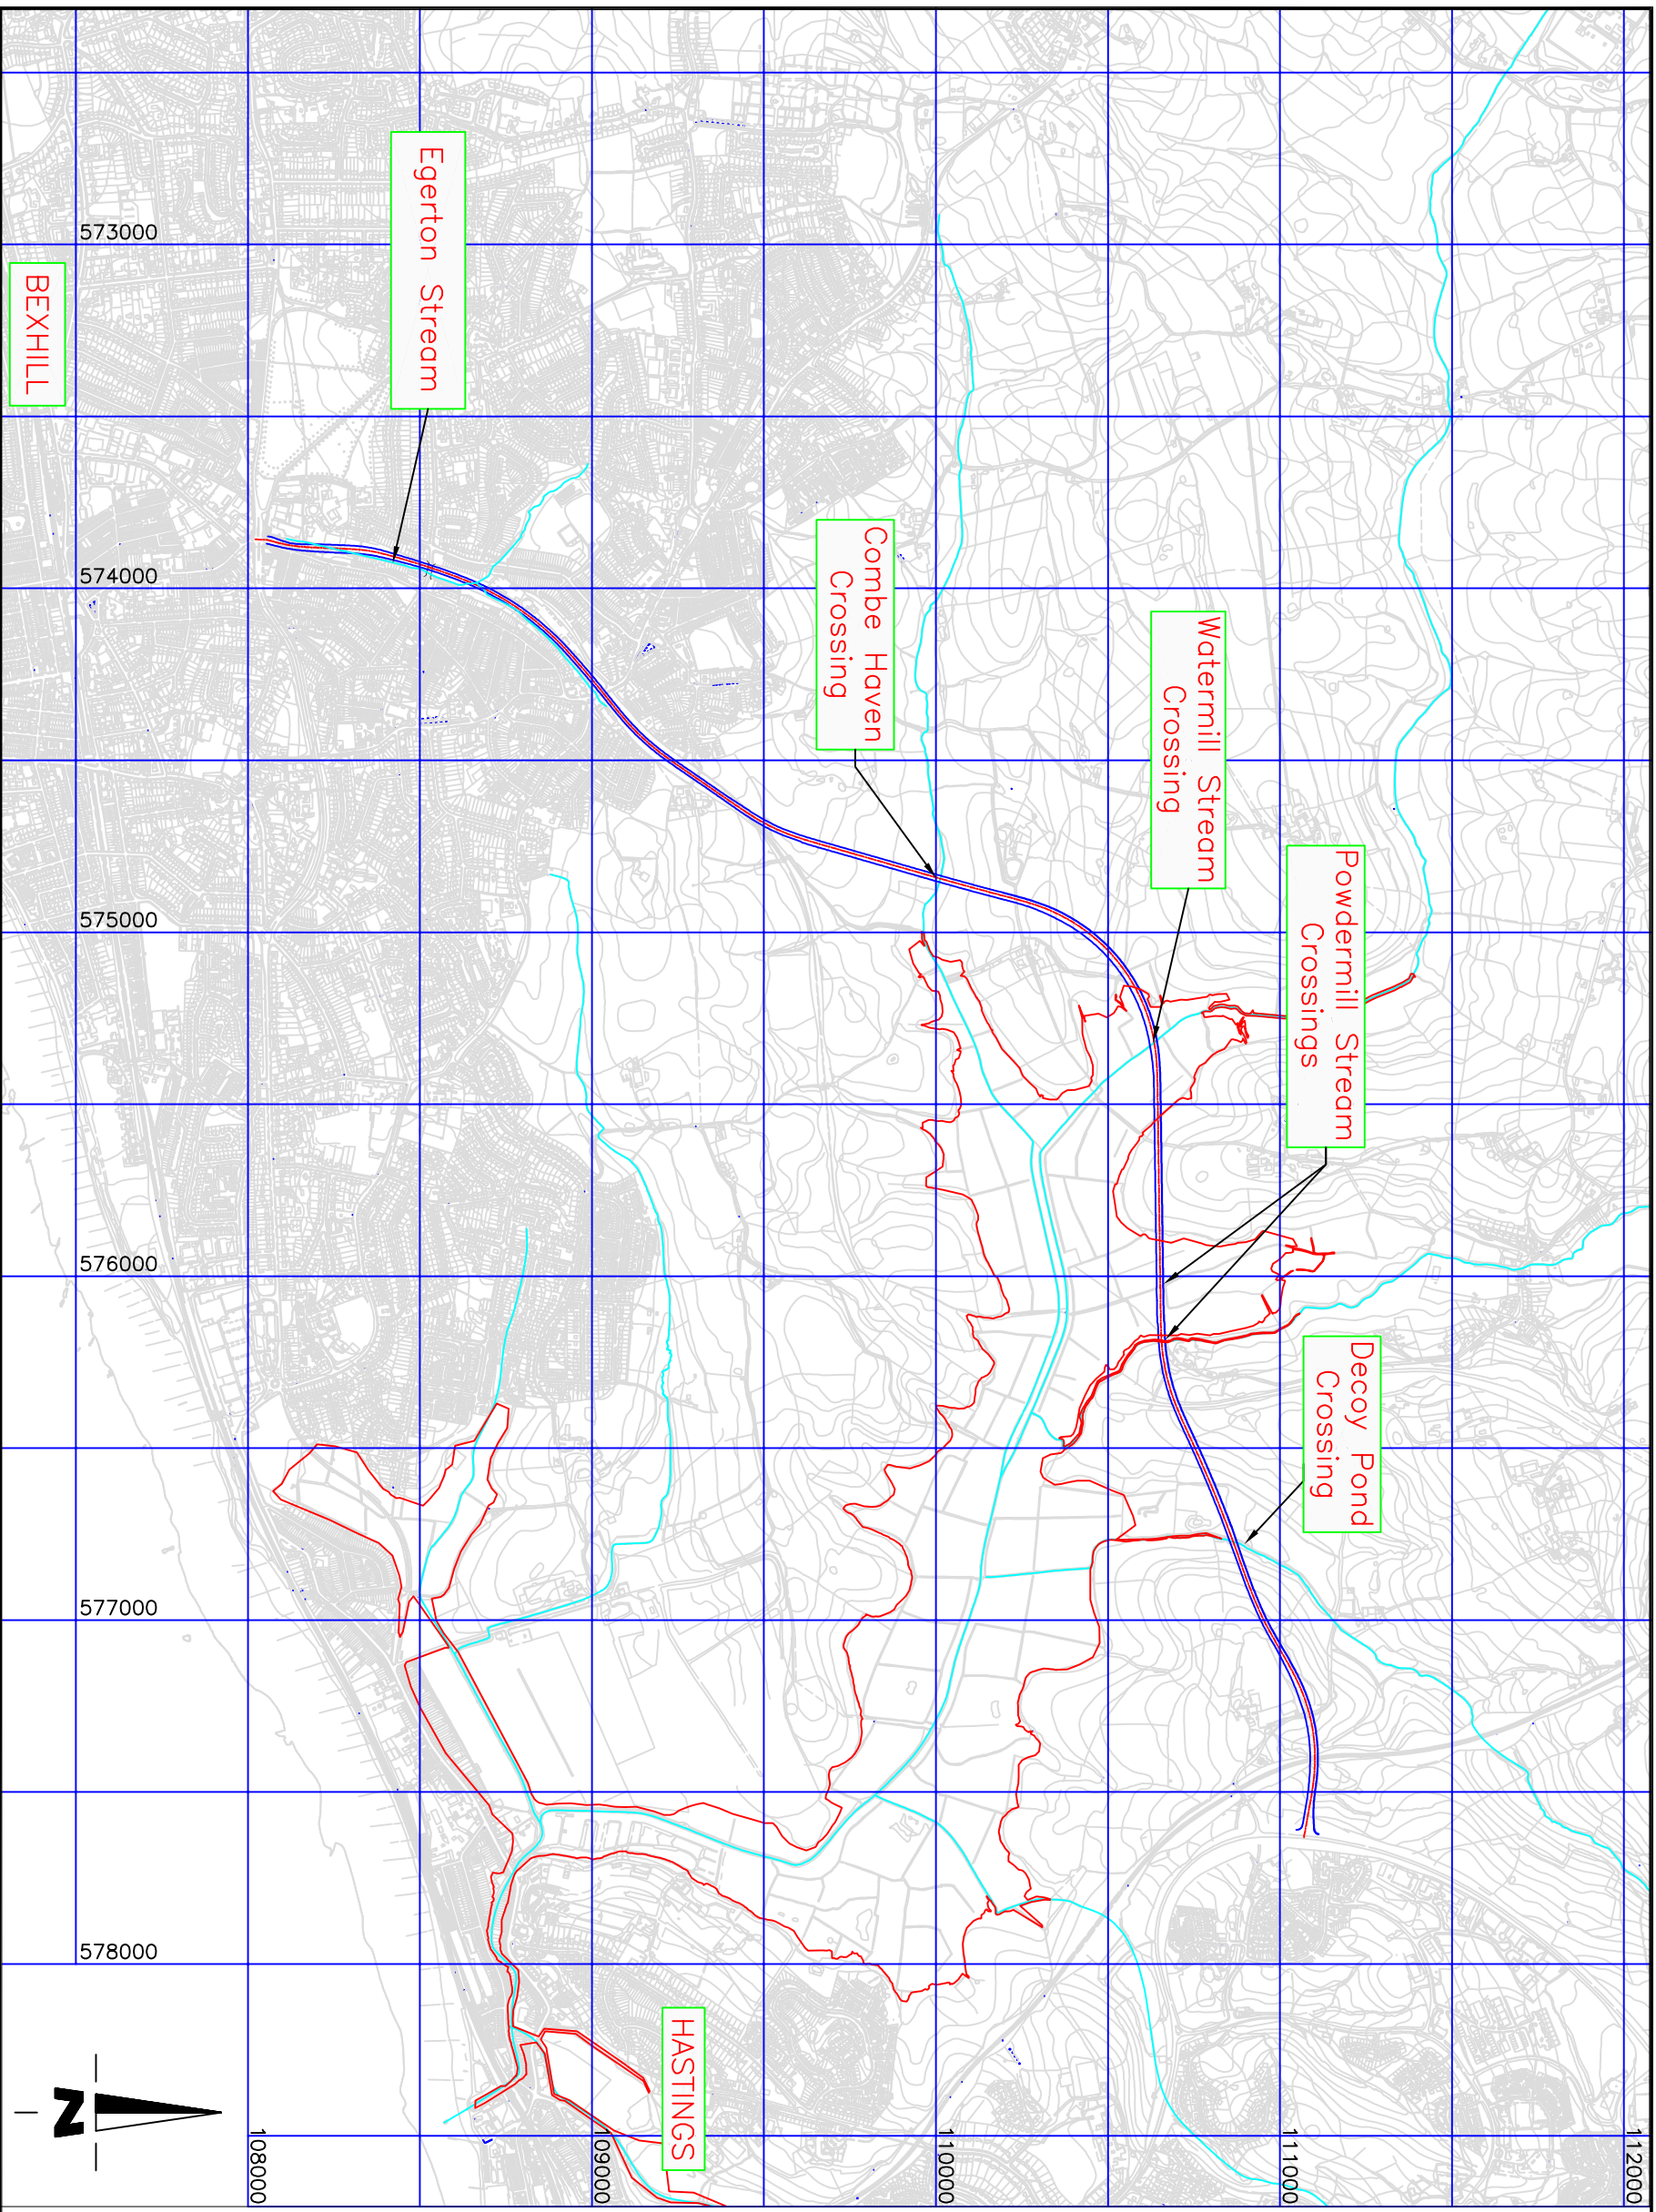 Powdermill Stream
Crossings
Decoy Pond
Crossing
Watermill Stream
Crossing
Combe Haven
Crossing
Egerton Stream
BEXHILL
HASTINGS
573000
574000
575000
576000
577000
578000
112000
111000
110000
109000
108000
N